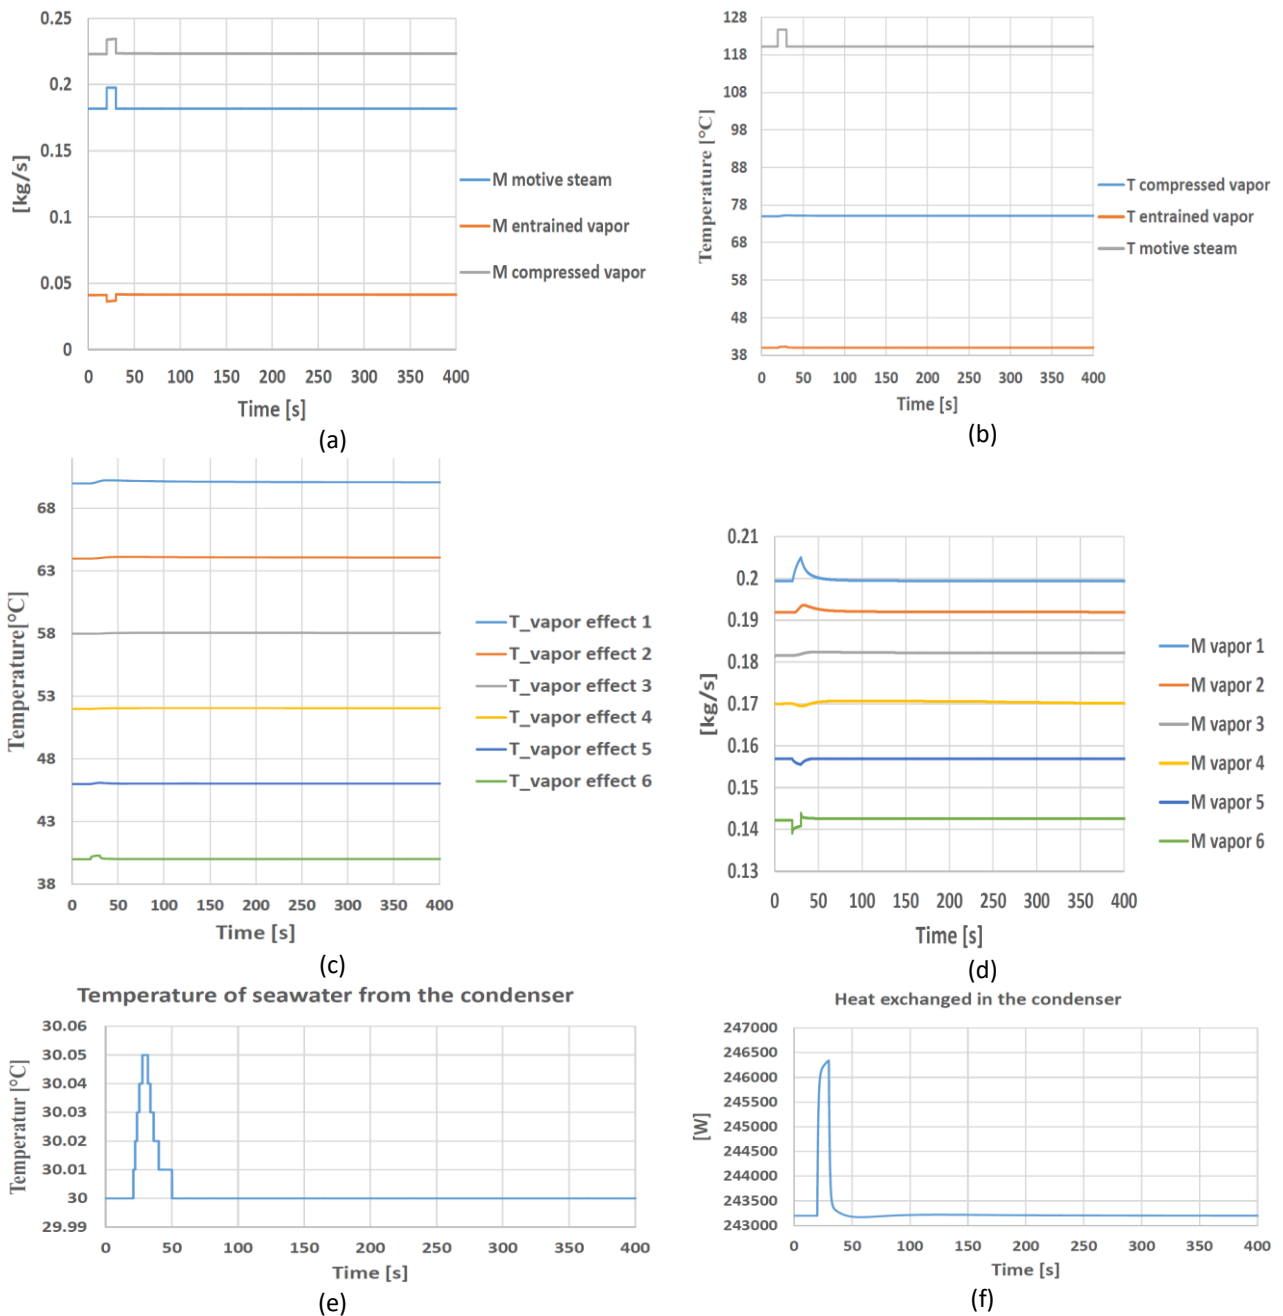 0.25
0.2
0.15
0.1
0.05
0
[kg/s]
0 50 100 150 200 250 300 350 400
Time [s]
M motive steam
M entrained vapor
M compressed vapor
(a)
128
118
108
98
88
78
68
58
48
38
Temperature [°C]
0 50 100 150 200 250 300 350 400
Time [s]
T compressed vapor
T entrained vapor
T motive steam
(b)
68
63
58
53
48
43
38
Temperature[°C]
0 50 100 150 200 250 300 350 400
Time [s]
T_vapor effect 1
T_vapor effect 2
T_vapor effect 3
T_vapor effect 4
T_vapor effect 5
T_vapor effect 6
(c)
0.21
0.2
0.19
0.18
0.17
0.16
0.15
0.14
0.13
[kg/s]
0 50 100 150 200 250 300 350 400
Time [s]
M vapor 1
M vapor 2
M vapor 3
M vapor 4
M vapor 5
M vapor 6
(d)
Temperature of seawater from the condenser
30.06
30.05
30.04
30.03
30.02
30.01
30
29.99
Temperatur [°C]
0 50 100 150 200 250 300 350 400
Time [s]
(e)
Heat exchanged in the condenser
247000
246500
246000
245500
245000
244500
244000
243500
243000
[W]
0 50 100 150 200 250 300 350 400
Time [s]
(f)